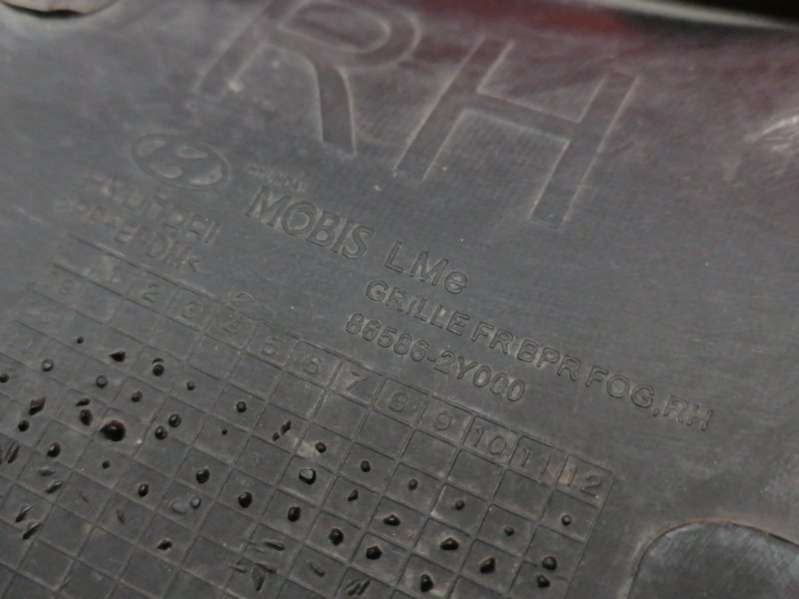 RH
MOBIS LMe
GRILLE FR BPR FOG,RH
86586-2Y000
2 3 4 5 6 7 8 9 10 11 12